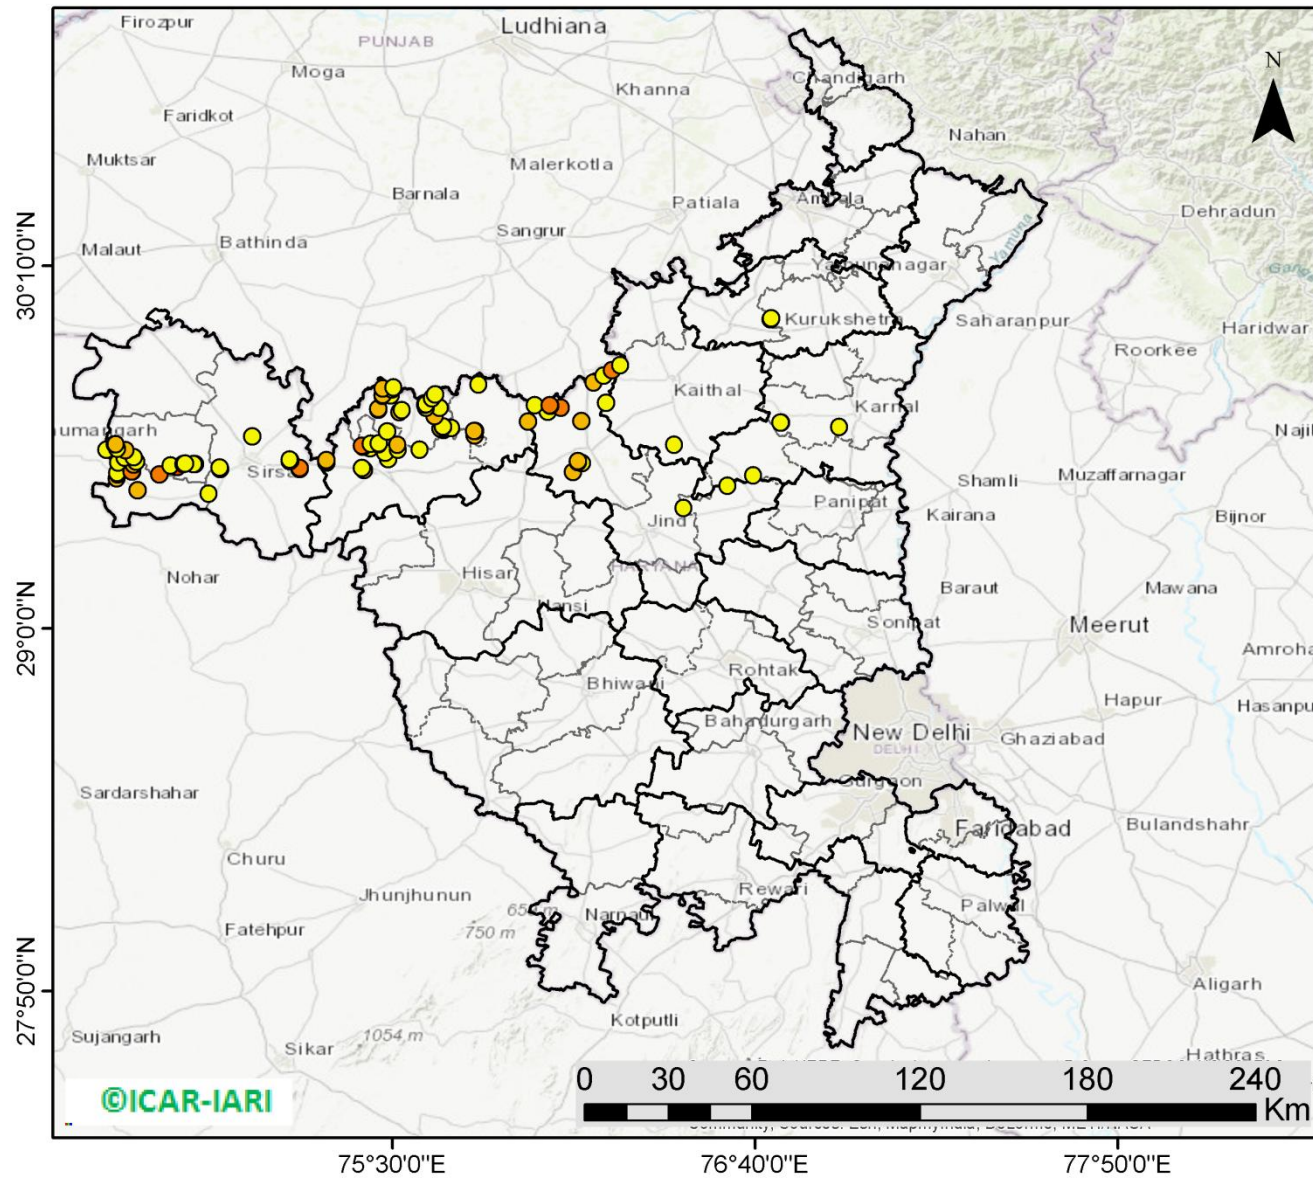 Firozpur
Ludhiana
PUNJAB
Moga
Khanna
Chandigarh
N
Faridkot
Nahan
Muktsar
Malerkotla
Barnala
Patiala
Ambala
Dehradun
Sangrur
Malaut
Bathinda
Yamuna
Yamunanagar
30°10'0"N
Kurukshetra
Saharanpur
Haridwar
Roorkee
Kaithal
Karnal
Sirsa
Muzaffarnagar
Shamli
Panipat
Kairana
Bijnor
Jind
Nohar
Hisar
HARYANA
Baraut
Mawana
Hansi
Sonipat
Meerut
29°0'0"N
Rohtak
Bhiwani
Hapur
Bahadurgarh
New Delhi
DELHI
Ghaziabad
Gurgaon
Sardarshahar
Faridabad
Bulandshahr
Churu
Jhunjhunun
Rewari
Palwal
Narnaul
750 m
Fatehpur
Aligarh
27°50'0"N
Kotputli
Sujangarh
1054 m
Sikar
Hathras
0 30 60 120 180 240
Km
©ICAR-IARI
75°30'0"E 76°40'0"E 77°50'0"E